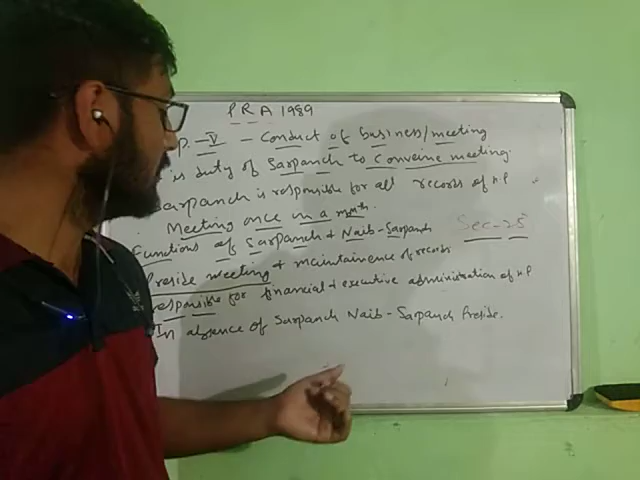 PRA 1989
P. - V - Conduct of business/meeting
is duty of Sarpanch to convene meeting.
Sarpanch is responsible for all records of H.P
Meeting once in a month.
Functions of Sarpanch & Naib-Sarpanch Sec-25
Preside meeting & maintainence of records
responsible for financial & executive administration of H.P
In absence of Sarpanch Naib-Sarpanch Preside.